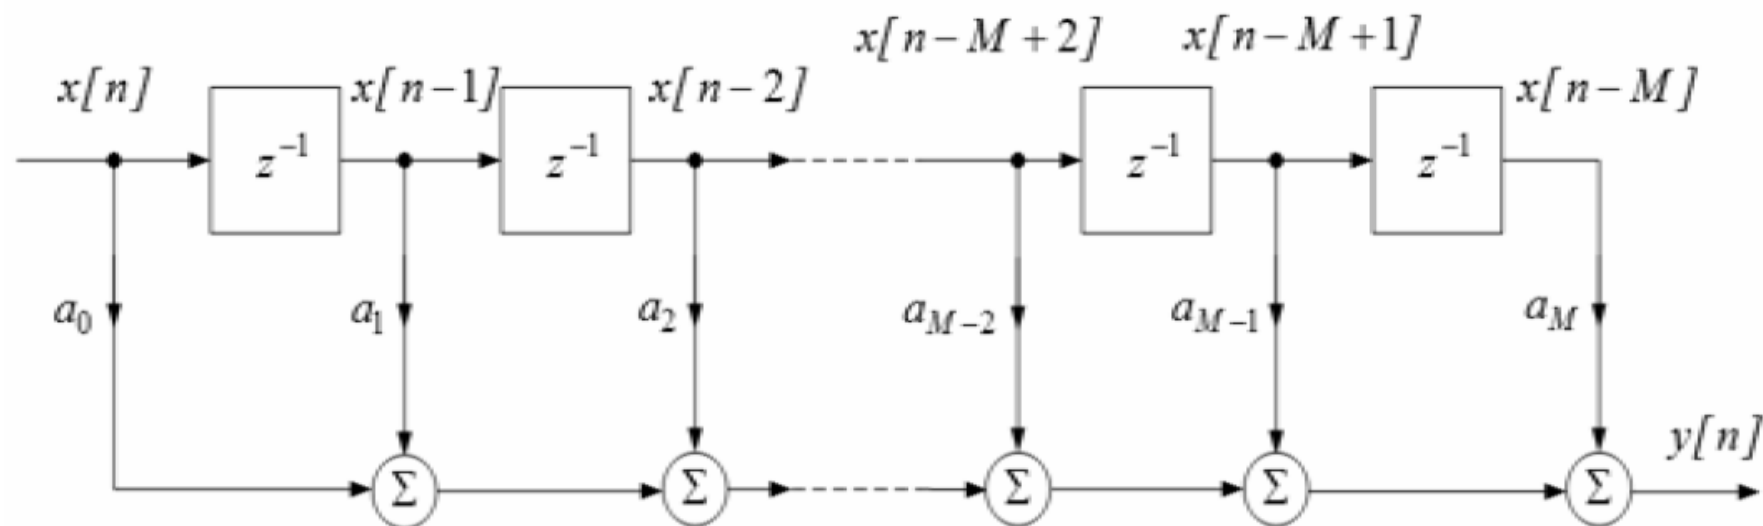 x[n-M+2] x[n-M+1]
x[n] x[n-1] x[n-2] x[n-M]
z⁻¹ z⁻¹ z⁻¹ z⁻¹
a₀ a₁ a₂ a_{M-2} a_{M-1} a_M
y[n]
Σ Σ Σ Σ Σ